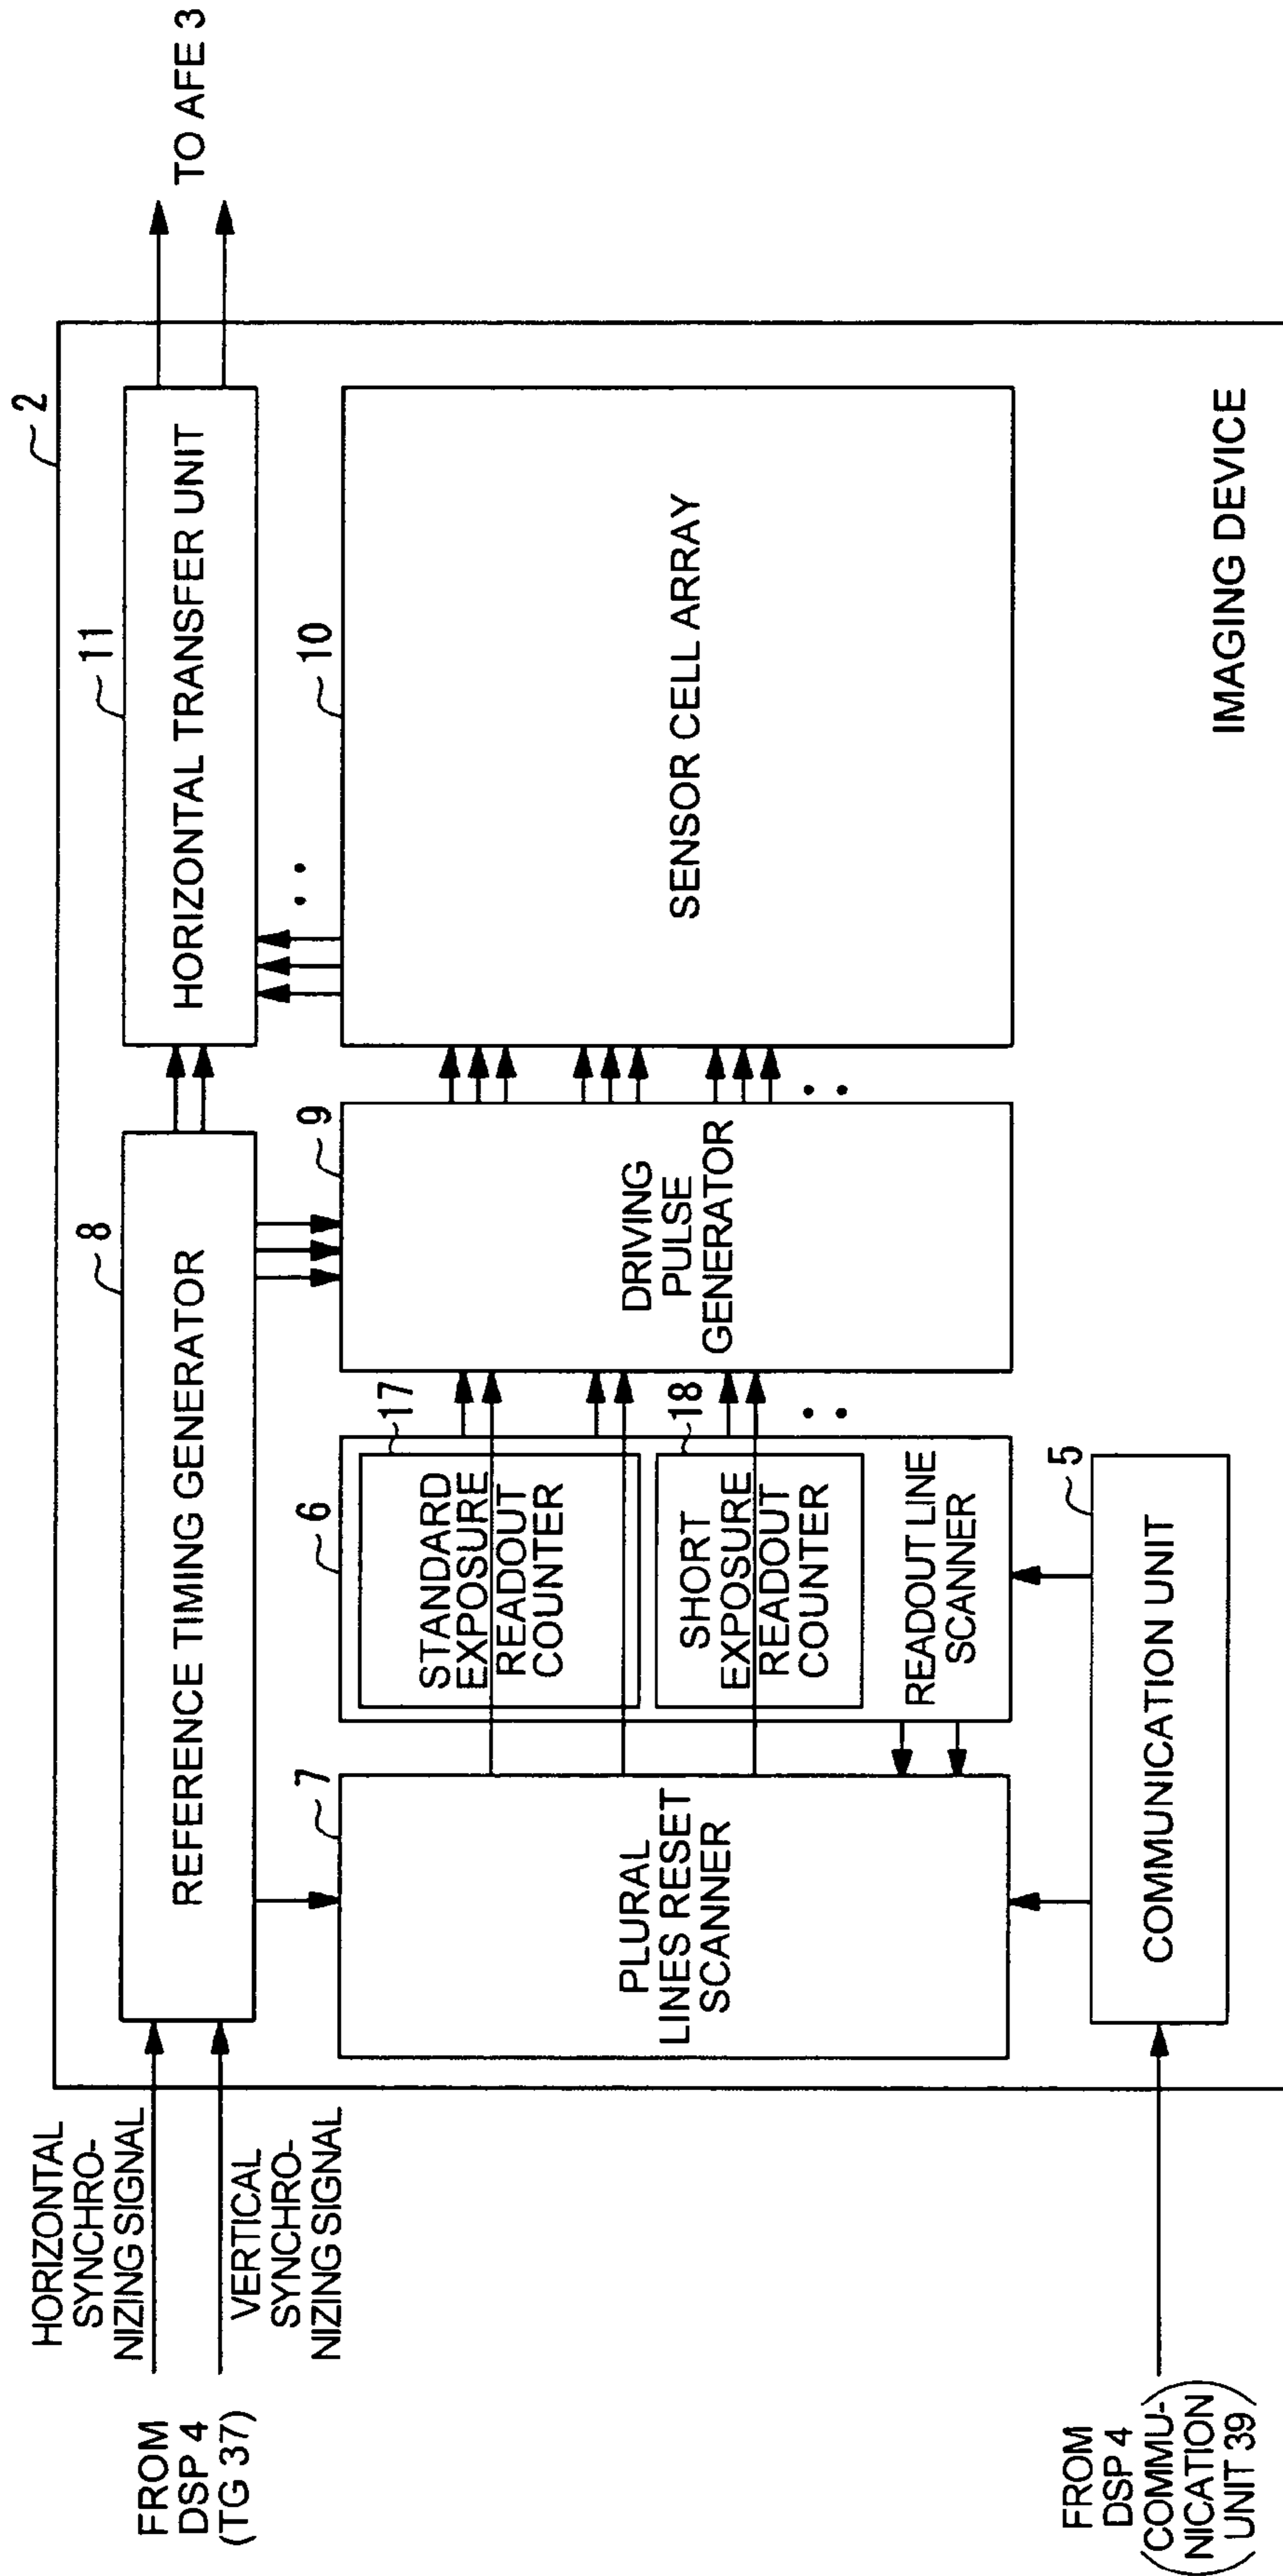 HORIZONTAL
SYNCHRO-
NIZING SIGNAL
FROM
DSP 4
(TG 37)
VERTICAL
SYNCHRO-
NIZING SIGNAL
2
8
REFERENCE TIMING GENERATOR
11
HORIZONTAL TRANSFER UNIT
TO AFE 3
7
PLURAL
LINES RESET
SCANNER
6
17
STANDARD
EXPOSURE
READOUT
COUNTER
18
SHORT
EXPOSURE
READOUT
COUNTER
READOUT LINE
SCANNER
9
DRIVING
PULSE
GENERATOR
10
SENSOR CELL ARRAY
5
COMMUNICATION UNIT
FROM
DSP 4
(COMMU-
NICATION
UNIT 39)
IMAGING DEVICE